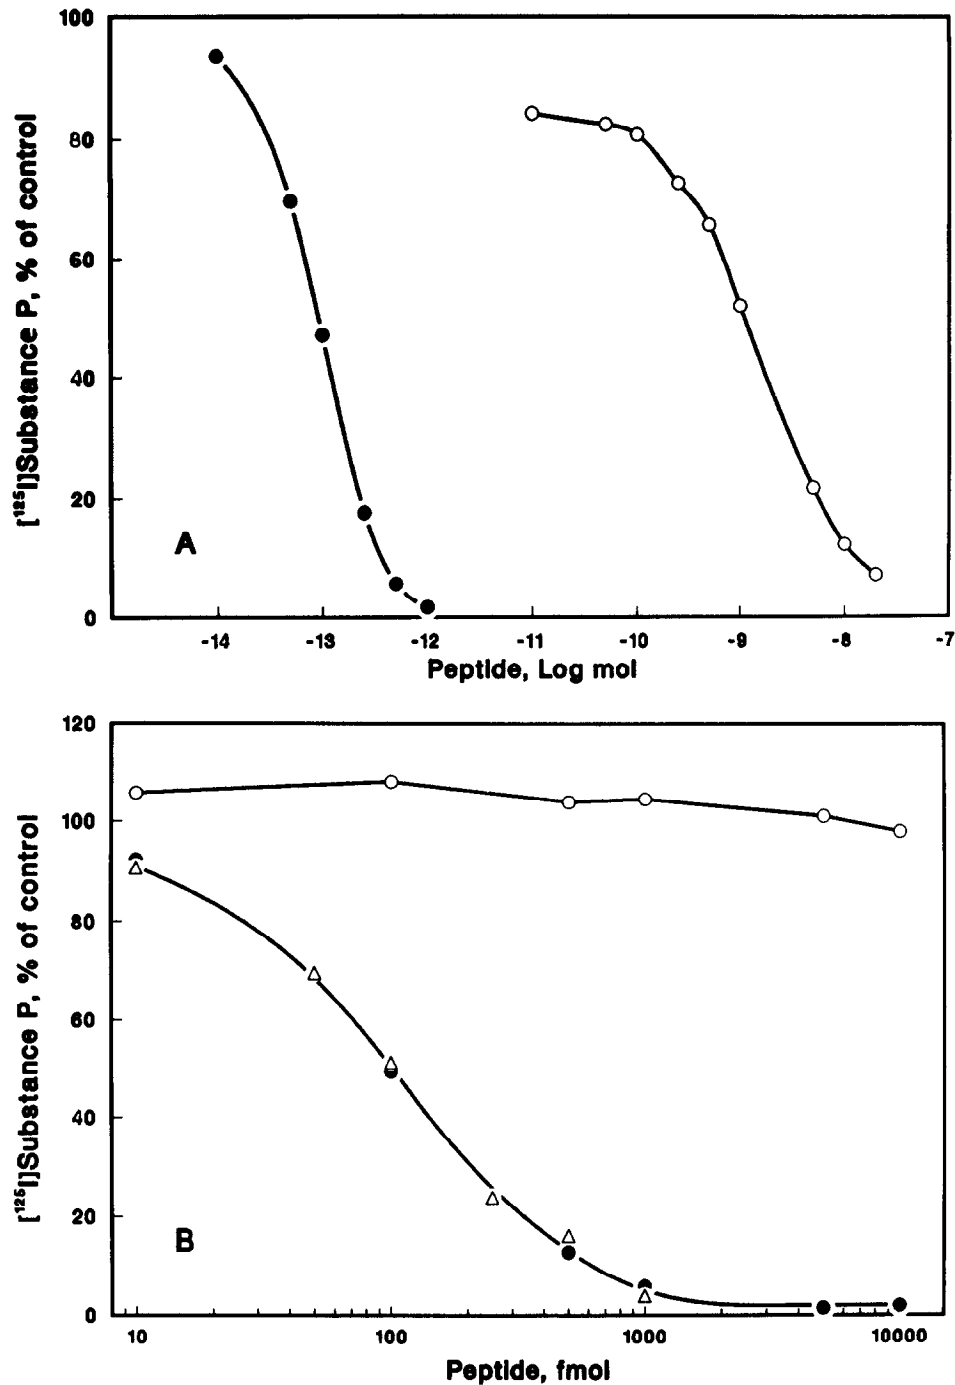 100
80
60
40
20
0
[¹²⁵I]Substance P, % of control
A
-14 -13 -12 -11 -10 -9 -8 -7
Peptide, Log mol
120
100
80
60
40
20
0
[¹²⁵I]Substance P, % of control
B
10 100 1000 10000
Peptide, fmol